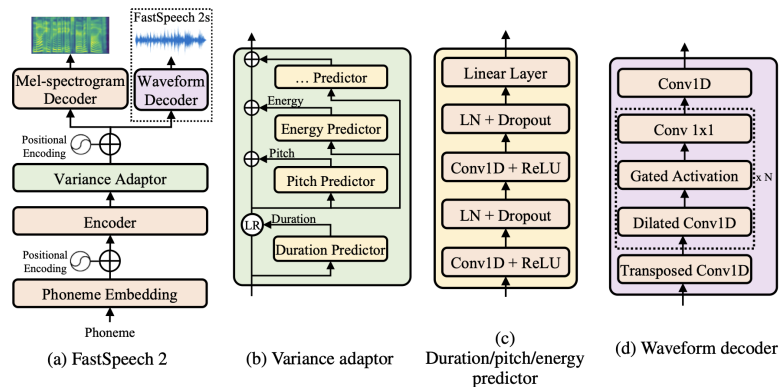 FastSpeech 2s
Mel-spectrogram
Decoder
Waveform
Decoder
Positional
Encoding
Variance Adaptor
Encoder
Positional
Encoding
Phoneme Embedding
Phoneme
(a) FastSpeech 2
... Predictor
Energy
Energy Predictor
Pitch
Pitch Predictor
LR
Duration
Duration Predictor
(b) Variance adaptor
Linear Layer
LN + Dropout
Conv1D + ReLU
LN + Dropout
Conv1D + ReLU
(c)
Duration/pitch/energy
predictor
Conv1D
Conv 1x1
Gated Activation
x N
Dilated Conv1D
Transposed Conv1D
(d) Waveform decoder